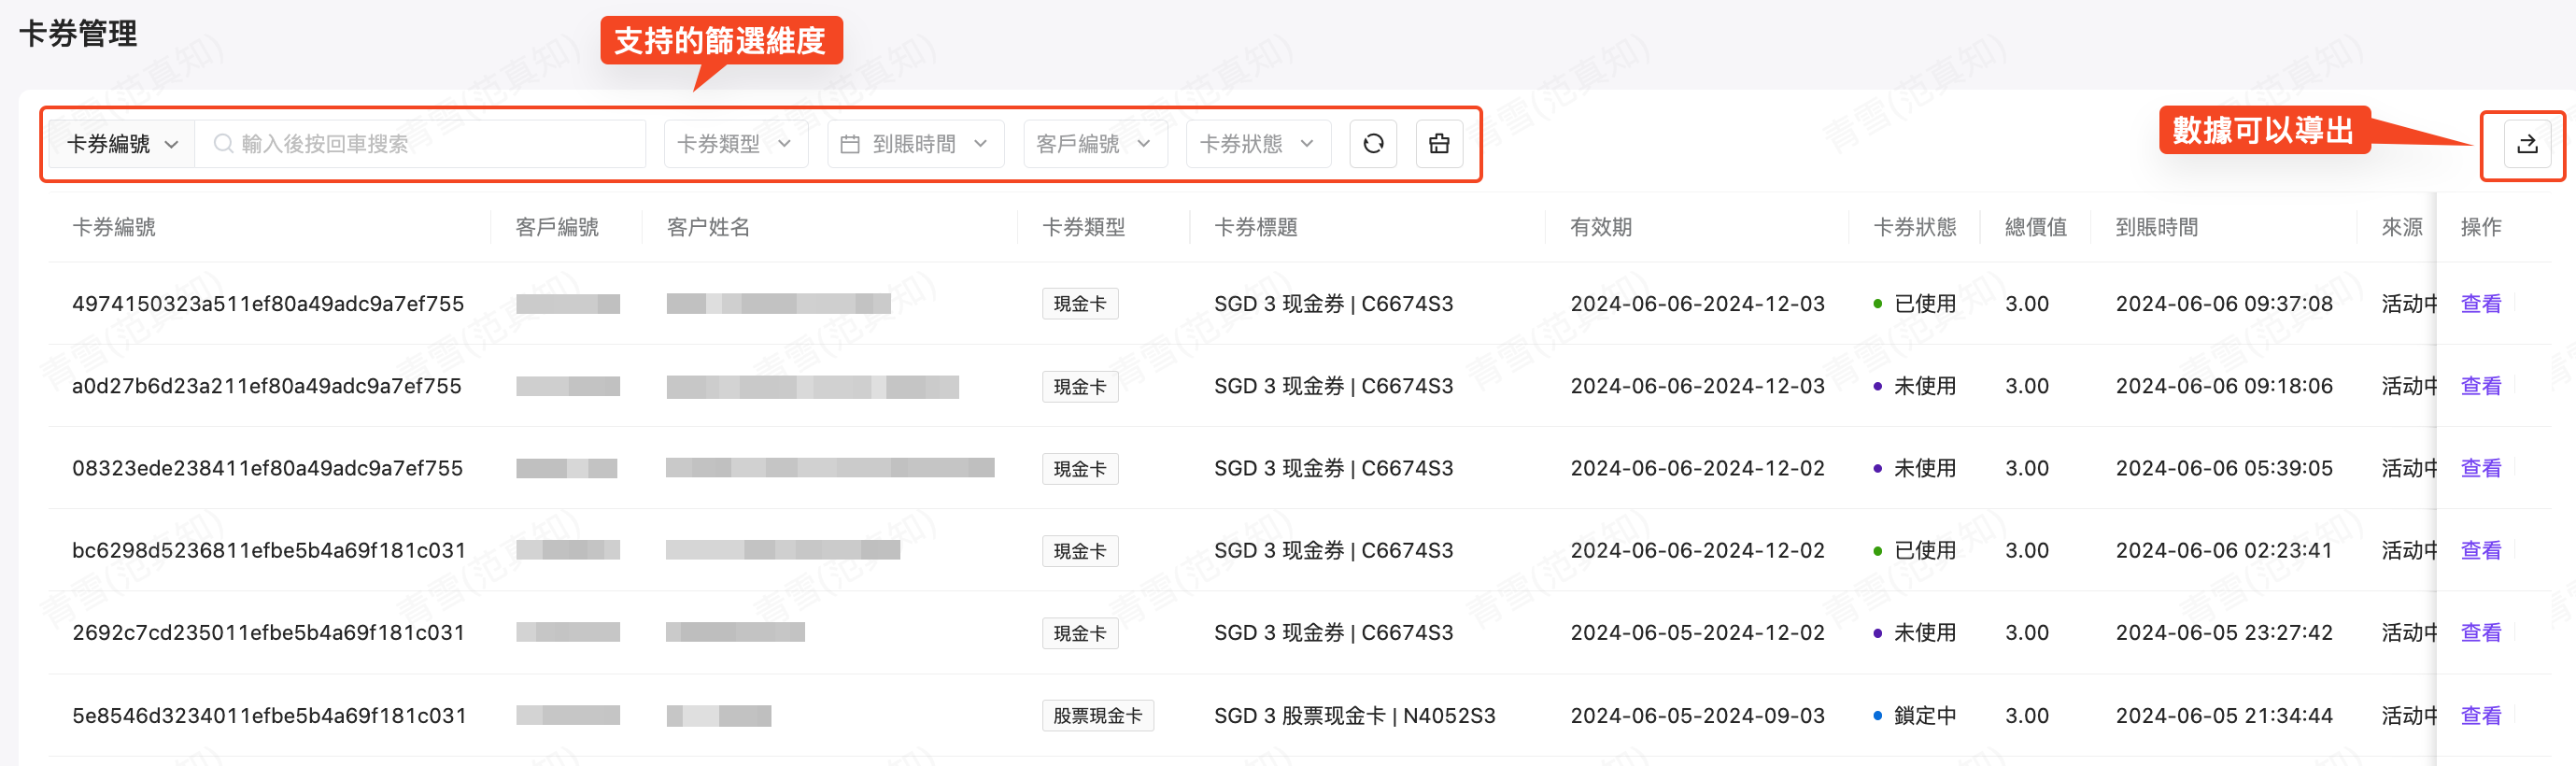 卡券管理
支持的篩選維度
卡券編號 輸入後按回車搜索 卡券類型 到賬時間 客戶編號 卡券狀態
數據可以導出
卡券編號 客戶編號 客户姓名 卡券類型 卡券標題 有效期 卡券狀態 總價值 到賬時間 來源 操作
4974150323a511ef80a49adc9a7ef755 現金卡 SGD 3 现金券 | C6674S3 2024-06-06-2024-12-03 已使用 3.00 2024-06-06 09:37:08 活动中 查看
a0d27b6d23a211ef80a49adc9a7ef755 現金卡 SGD 3 现金券 | C6674S3 2024-06-06-2024-12-03 未使用 3.00 2024-06-06 09:18:06 活动中 查看
08323ede238411ef80a49adc9a7ef755 現金卡 SGD 3 现金券 | C6674S3 2024-06-06-2024-12-02 未使用 3.00 2024-06-06 05:39:05 活动中 查看
bc6298d5236811efbe5b4a69f181c031 現金卡 SGD 3 现金券 | C6674S3 2024-06-06-2024-12-02 已使用 3.00 2024-06-06 02:23:41 活动中 查看
2692c7cd235011efbe5b4a69f181c031 現金卡 SGD 3 现金券 | C6674S3 2024-06-05-2024-12-02 未使用 3.00 2024-06-05 23:27:42 活动中 查看
5e8546d3234011efbe5b4a69f181c031 股票現金卡 SGD 3 股票现金卡 | N4052S3 2024-06-05-2024-09-03 鎖定中 3.00 2024-06-05 21:34:44 活动中 查看
青雪(范真知)